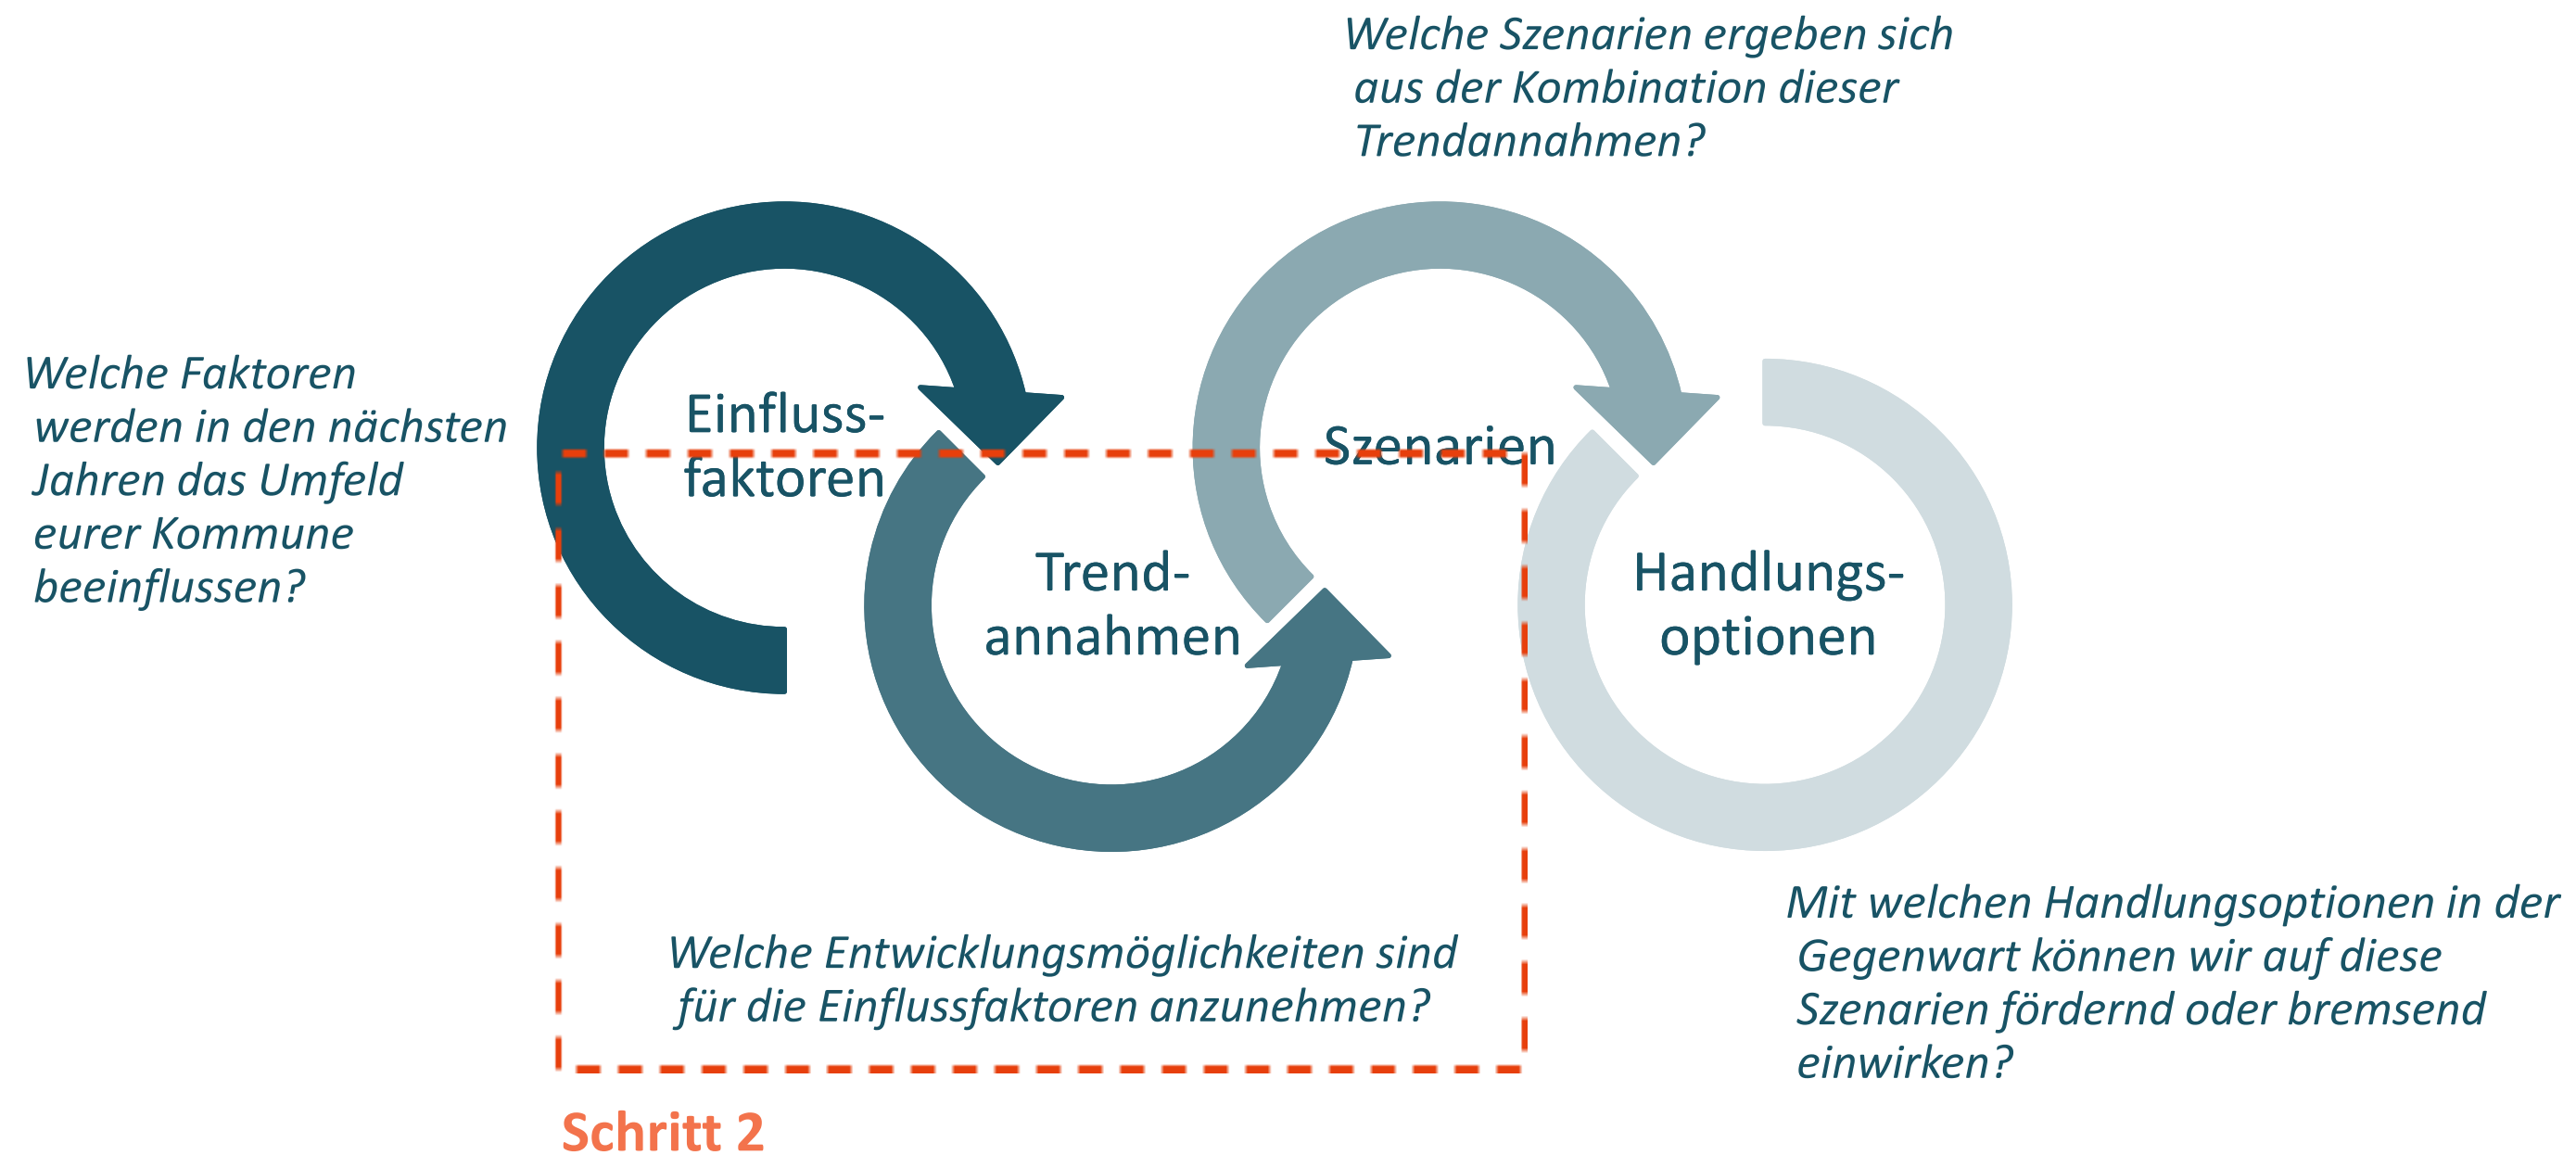 Welche Szenarien ergeben sich
aus der Kombination dieser
Trendannahmen?
Welche Faktoren
werden in den nächsten
Jahren das Umfeld
eurer Kommune
beeinflussen?
Einfluss-
faktoren
Szenarien
Trend-
annahmen
Handlungs-
optionen
Welche Entwicklungsmöglichkeiten sind
für die Einflussfaktoren anzunehmen?
Mit welchen Handlungsoptionen in der
Gegenwart können wir auf diese
Szenarien fördernd oder bremsend
einwirken?
Schritt 2